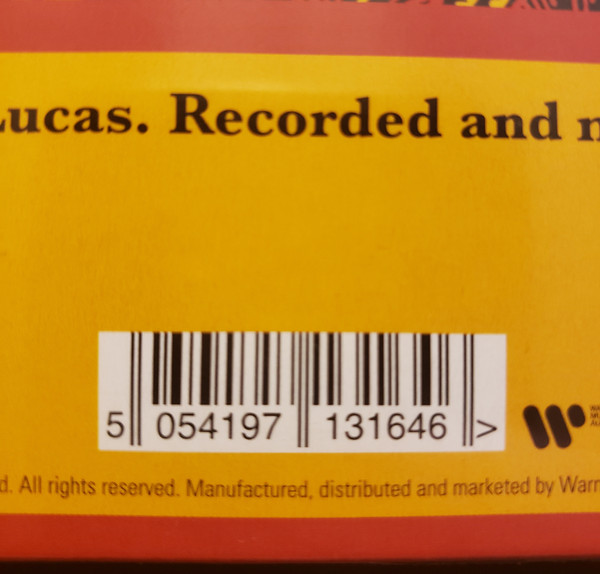 Lucas. Recorded and
5 054197 131646 >
d. All rights reserved. Manufactured, distributed and marketed by Warn